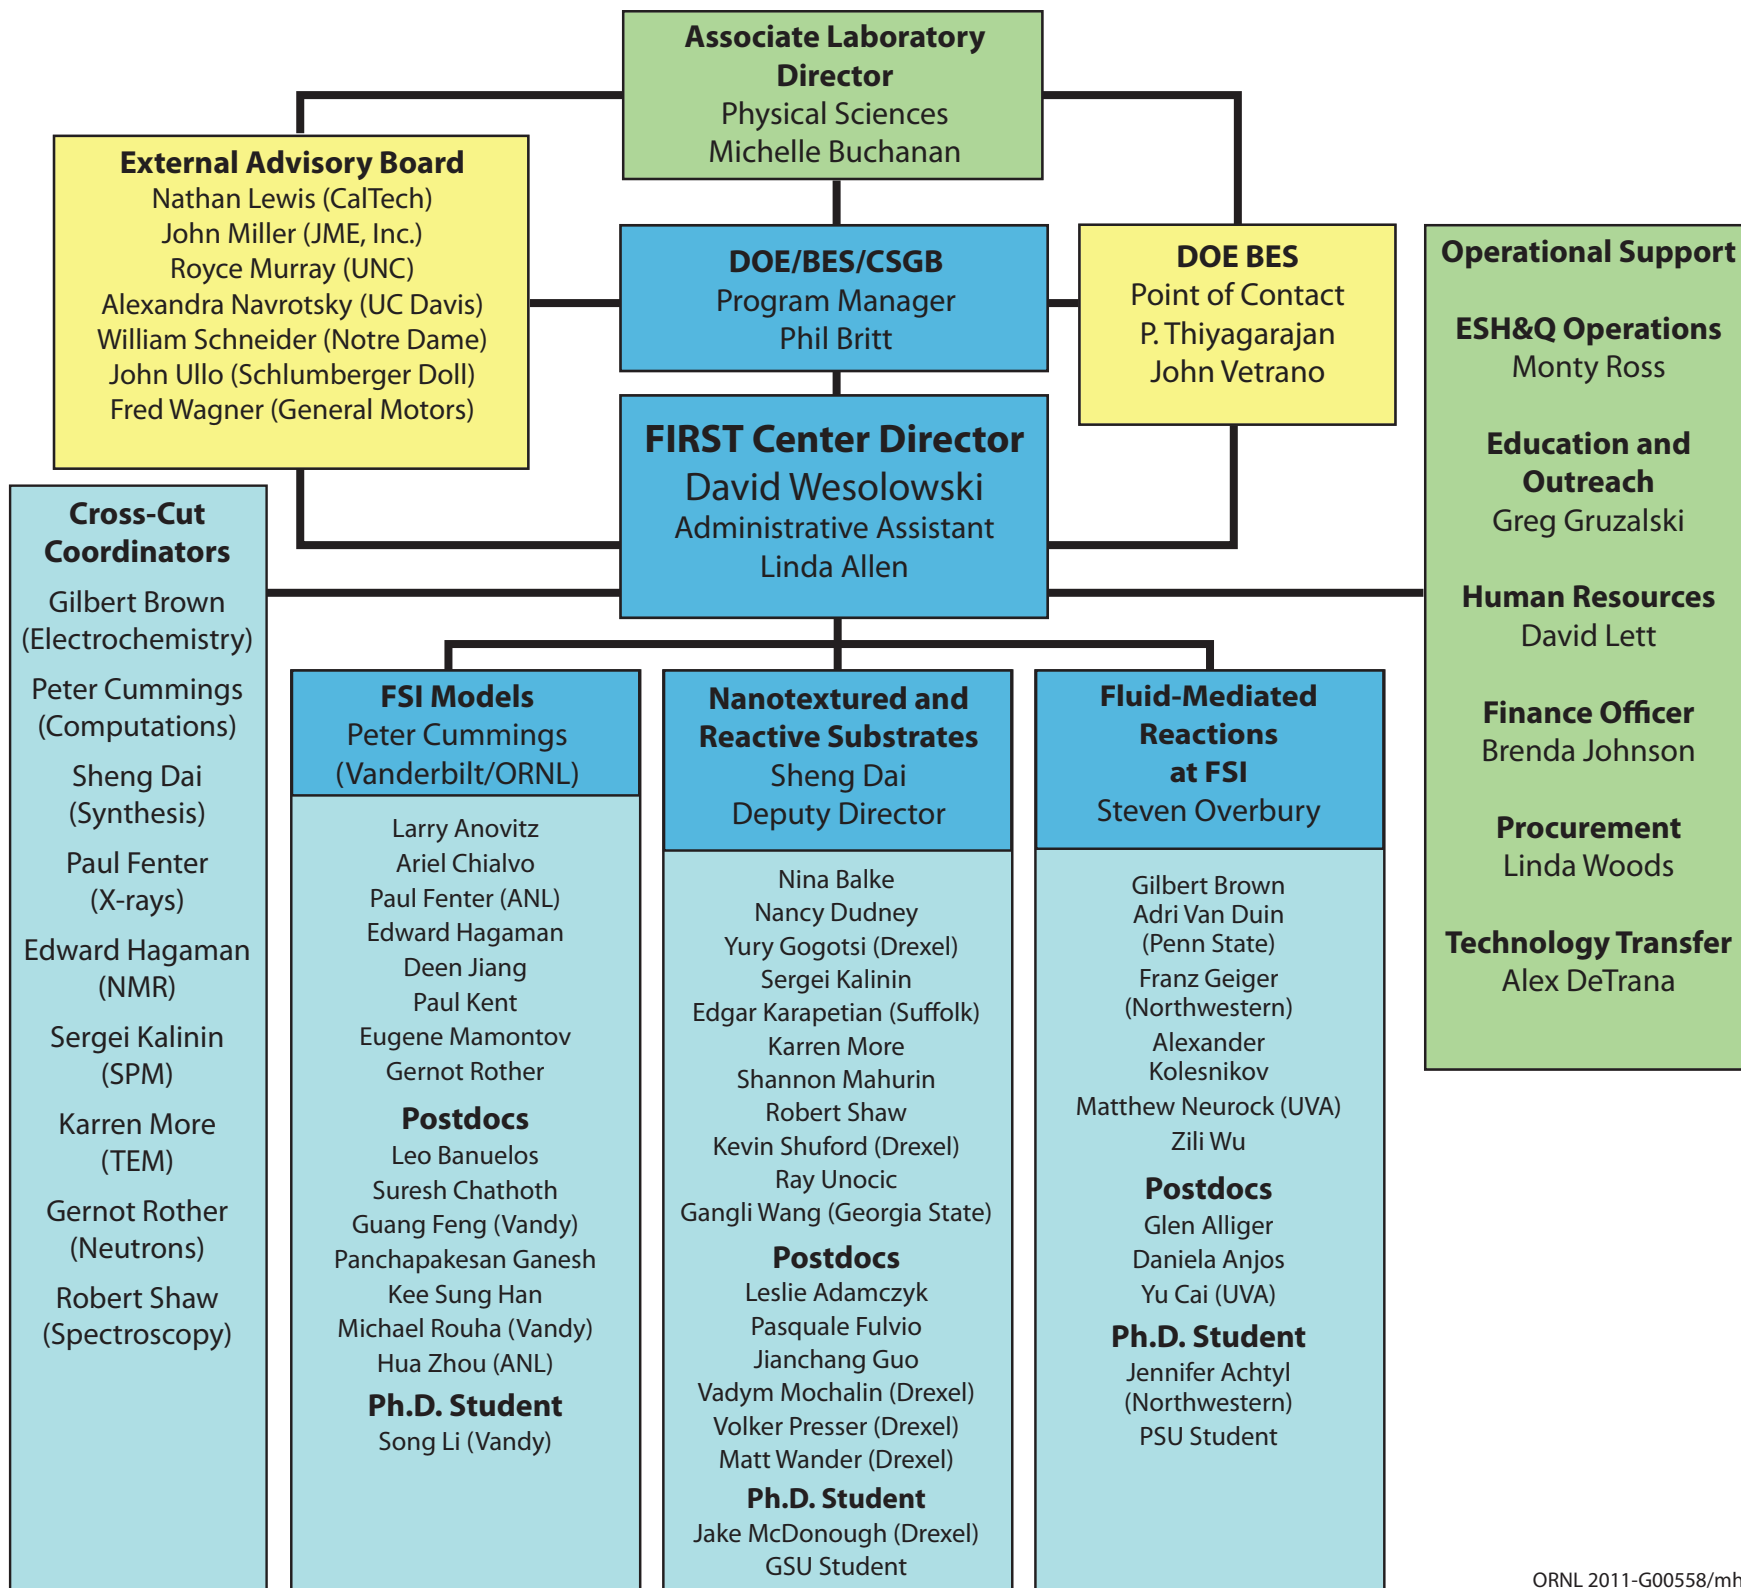 Associate Laboratory
Director
Physical Sciences
Michelle Buchanan
External Advisory Board
Nathan Lewis (CalTech)
John Miller (JME, Inc.)
Royce Murray (UNC)
Alexandra Navrotsky (UC Davis)
William Schneider (Notre Dame)
John Ullo (Schlumberger Doll)
Fred Wagner (General Motors)
DOE/BES/CSGB
Program Manager
Phil Britt
DOE BES
Point of Contact
P. Thiyagarajan
John Vetrano
FIRST Center Director
David Wesolowski
Administrative Assistant
Linda Allen
Operational Support
ESH&Q Operations
Monty Ross
Education and
Outreach
Greg Gruzalski
Human Resources
David Lett
Finance Officer
Brenda Johnson
Procurement
Linda Woods
Technology Transfer
Alex DeTrana
Cross-Cut
Coordinators
Gilbert Brown
(Electrochemistry)
Peter Cummings
(Computations)
Sheng Dai
(Synthesis)
Paul Fenter
(X-rays)
Edward Hagaman
(NMR)
Sergei Kalinin
(SPM)
Karren More
(TEM)
Gernot Rother
(Neutrons)
Robert Shaw
(Spectroscopy)
FSI Models
Peter Cummings
(Vanderbilt/ORNL)
Larry Anovitz
Ariel Chialvo
Paul Fenter (ANL)
Edward Hagaman
Deen Jiang
Paul Kent
Eugene Mamontov
Gernot Rother
Postdocs
Leo Banuelos
Suresh Chathoth
Guang Feng (Vandy)
Panchapakesan Ganesh
Kee Sung Han
Michael Rouha (Vandy)
Hua Zhou (ANL)
Ph.D. Student
Song Li (Vandy)
Nanotextured and
Reactive Substrates
Sheng Dai
Deputy Director
Nina Balke
Nancy Dudney
Yury Gogotsi (Drexel)
Sergei Kalinin
Edgar Karapetian (Suffolk)
Karren More
Shannon Mahurin
Robert Shaw
Kevin Shuford (Drexel)
Ray Unocic
Gangli Wang (Georgia State)
Postdocs
Leslie Adamczyk
Pasquale Fulvio
Jianchang Guo
Vadym Mochalin (Drexel)
Volker Presser (Drexel)
Matt Wander (Drexel)
Ph.D. Student
Jake McDonough (Drexel)
GSU Student
Fluid-Mediated
Reactions
at FSI
Steven Overbury
Gilbert Brown
Adri Van Duin
(Penn State)
Franz Geiger
(Northwestern)
Alexander
Kolesnikov
Matthew Neurock (UVA)
Zili Wu
Postdocs
Glen Alliger
Daniela Anjos
Yu Cai (UVA)
Ph.D. Student
Jennifer Achtyl
(Northwestern)
PSU Student
ORNL 2011-G00558/mh